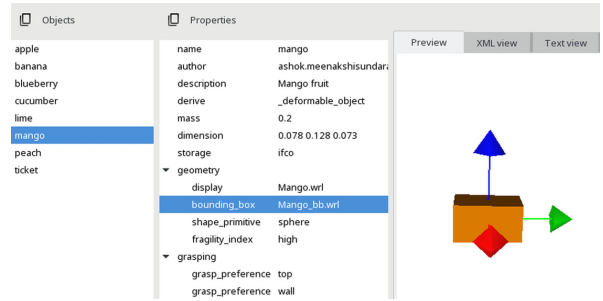 Objects
Properties
Preview XML view Text view
apple
banana
blueberry
cucumber
lime
mango
peach
ticket
name mango
author ashok.meenakshisundara
description Mango fruit
derive _deformable_object
mass 0.2
dimension 0.078 0.128 0.073
storage ifco
geometry
display Mango.wrl
bounding_box Mango_bb.wrl
shape_primitive sphere
fragility_index high
grasping
grasp_preference top
grasp_preference wall